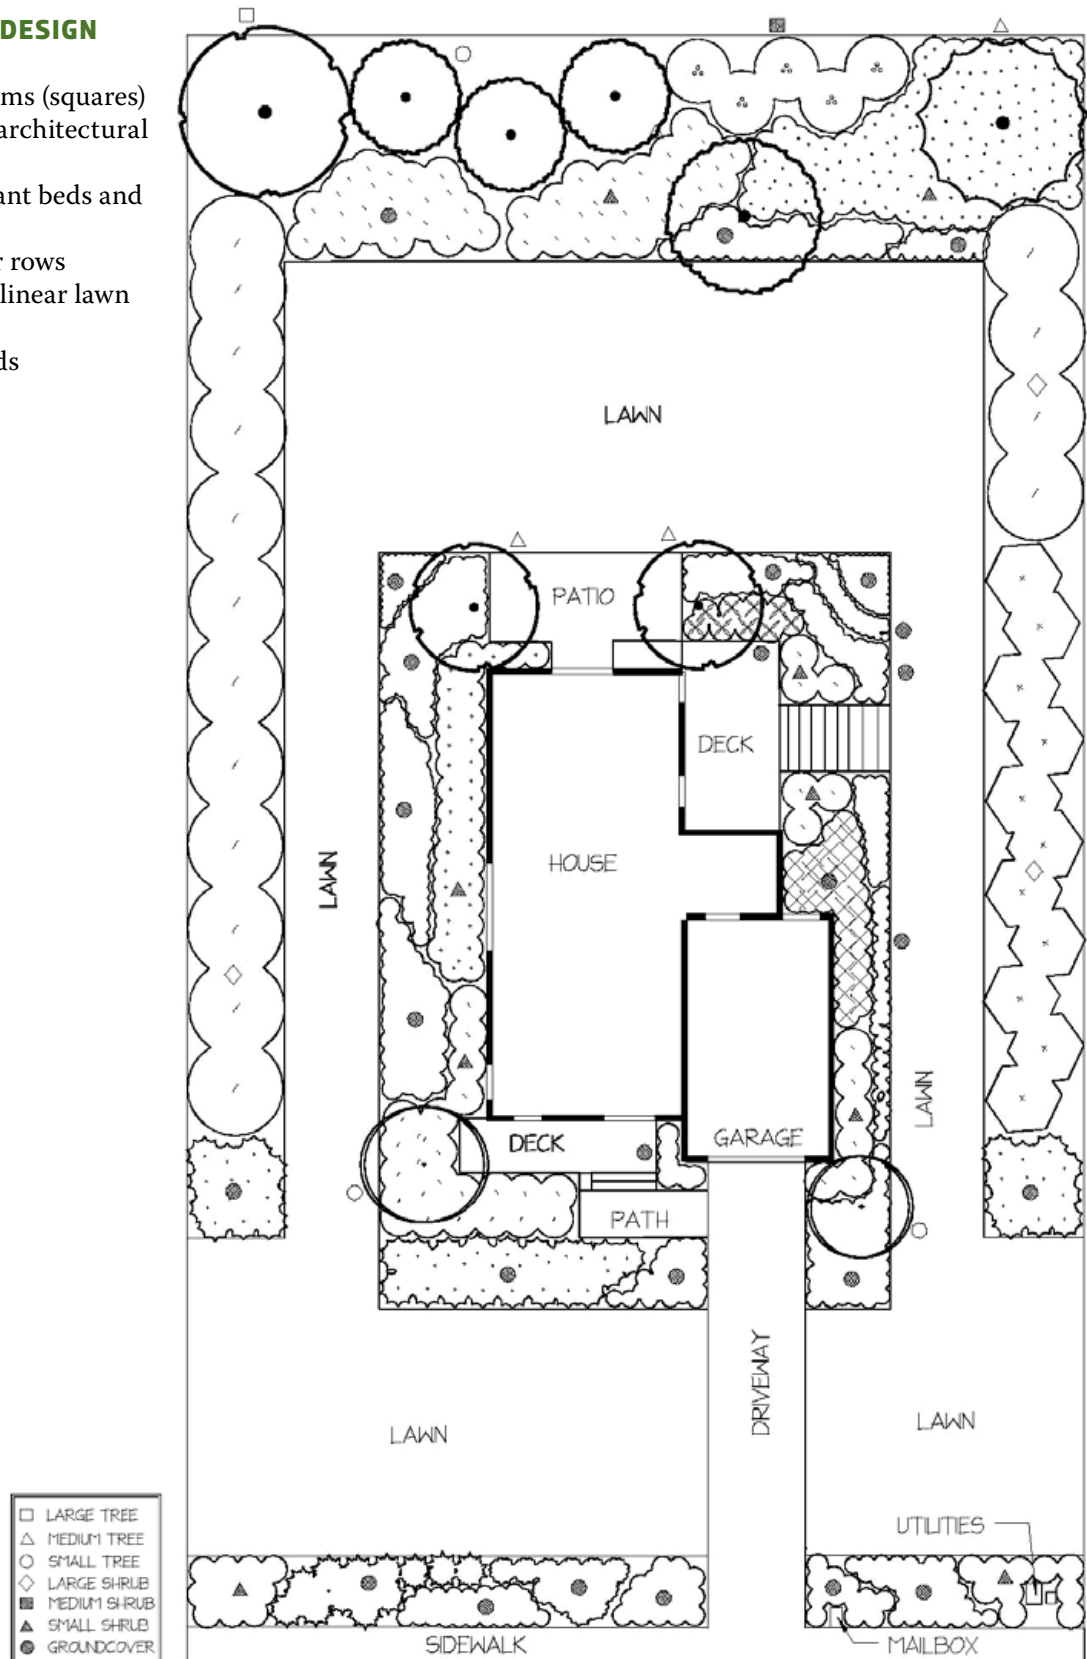 DESIGN
ms (squares)
architectural
ant beds and
r rows
linear lawn
ds
LAWN
PATIO
DECK
HOUSE
LAWN
LAWN
DECK
GARAGE
PATH
DRIVEWAY
LAWN
LAWN
UTILITIES
LARGE TREE
MEDIUM TREE
SMALL TREE
LARGE SHRUB
MEDIUM SHRUB
SMALL SHRUB
GROUNDCOVER
SIDEWALK
MAILBOX